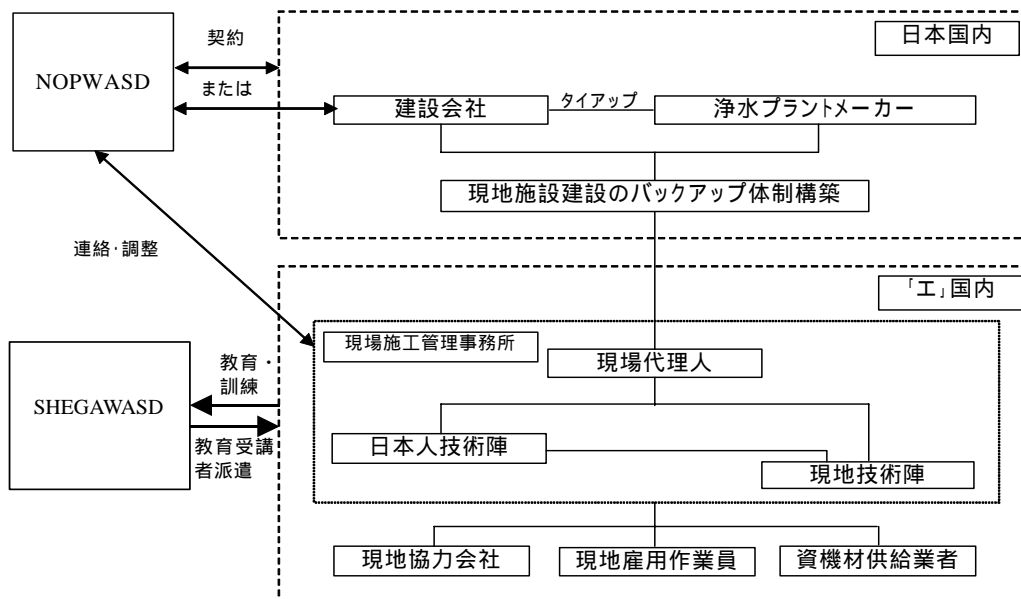 契約
日本国内
NOPWASD
または
建設会社
タイアップ
浄水プラントメーカー
現地施設建設のバックアップ体制構築
連絡・調整
「エ」国内
現場施工管理事務所
現場代理人
教育・
訓練
SHEGAWASD
日本人技術陣
教育受講
者派遣
現地技術陣
現地協力会社
現地雇用作業員
資機材供給業者